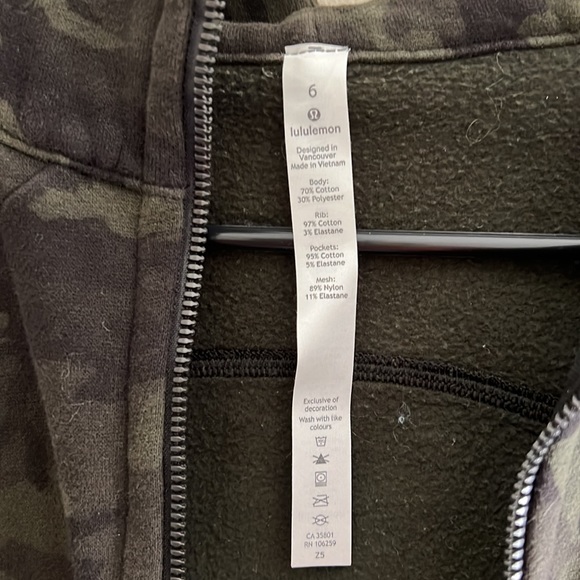 6
lululemon
Designed in
Vancouver
Made in Vietnam
Body:
70% Cotton
30% Polyester
Rib:
97% Cotton
3% Elastane
Pockets:
95% Cotton
5% Elastane
Mesh:
89% Nylon
11% Elastane
Exclusive of
decoration
Wash with like
colours
CA 35801
RN 106259
Z5